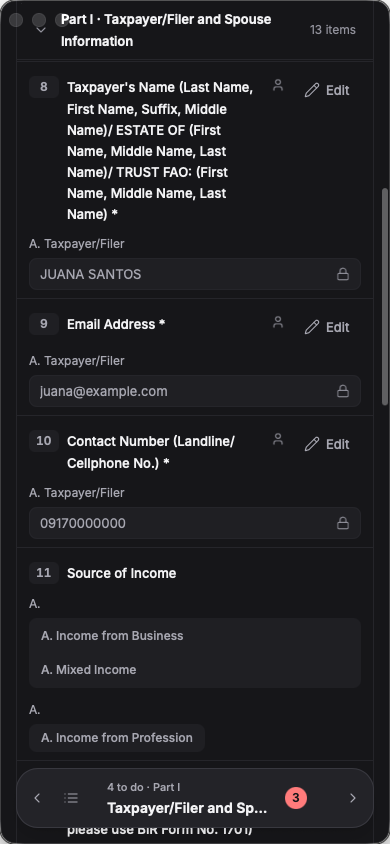 Part I · Taxpayer/Filer and Spouse
Information
13 items
8
Taxpayer's Name (Last Name,
First Name, Suffix, Middle
Name)/ ESTATE OF (First
Name, Middle Name, Last
Name)/ TRUST FAO: (First
Name, Middle Name, Last
Name) *
Edit
A. Taxpayer/Filer
JUANA SANTOS
9
Email Address *
Edit
A. Taxpayer/Filer
juana@example.com
10
Contact Number (Landline/
Cellphone No.) *
Edit
A. Taxpayer/Filer
09170000000
11
Source of Income
A.
A. Income from Business
A. Mixed Income
A.
A. Income from Profession
4 to do · Part I
Taxpayer/Filer and Sp...
3
please use BIR Form No. 1701)